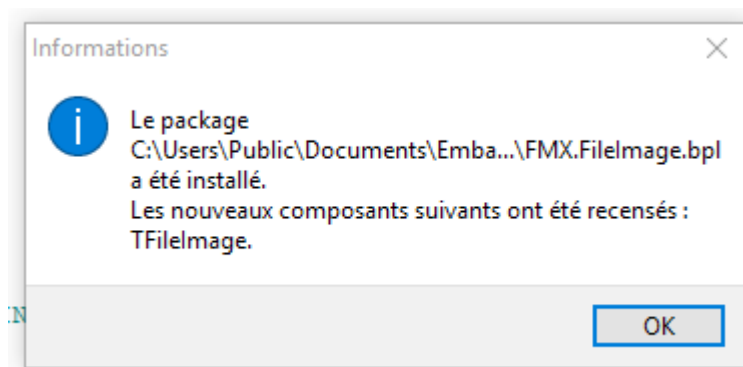 Informations
Le package
C:\Users\Public\Documents\Emba...\FMX.FileImage.bpl
a été installé.
Les nouveaux composants suivants ont été recensés :
TFileImage.
IN
OK